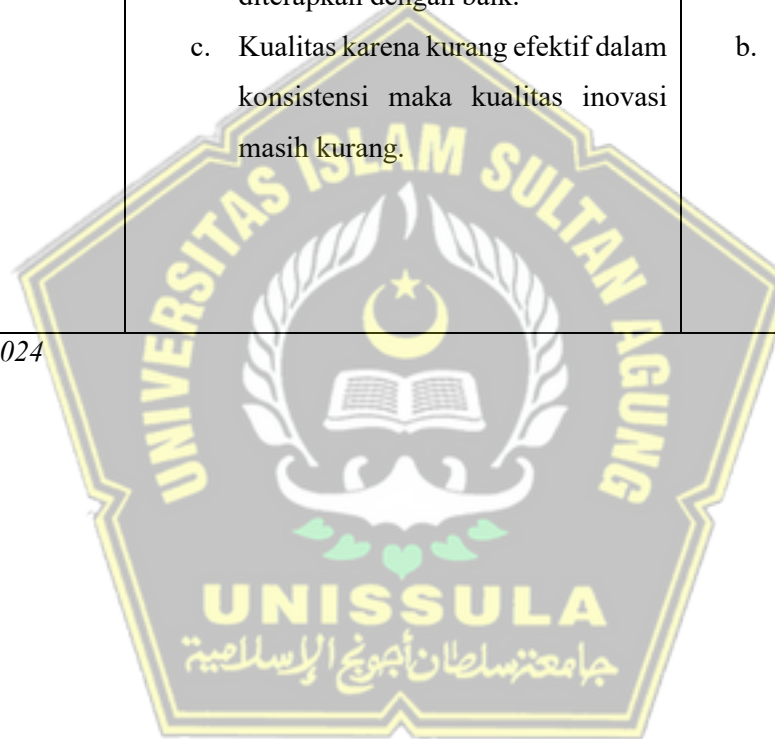 diterapkan dengan baik.
c. Kualitas karena kurang efektif dalam b.
konsistensi maka kualitas inovasi
masih kurang.
024
UNIVERSITAS ISLAM SULTAN AGUNG
UNISSULA
جامعة سلطان أجونج الإسلامية